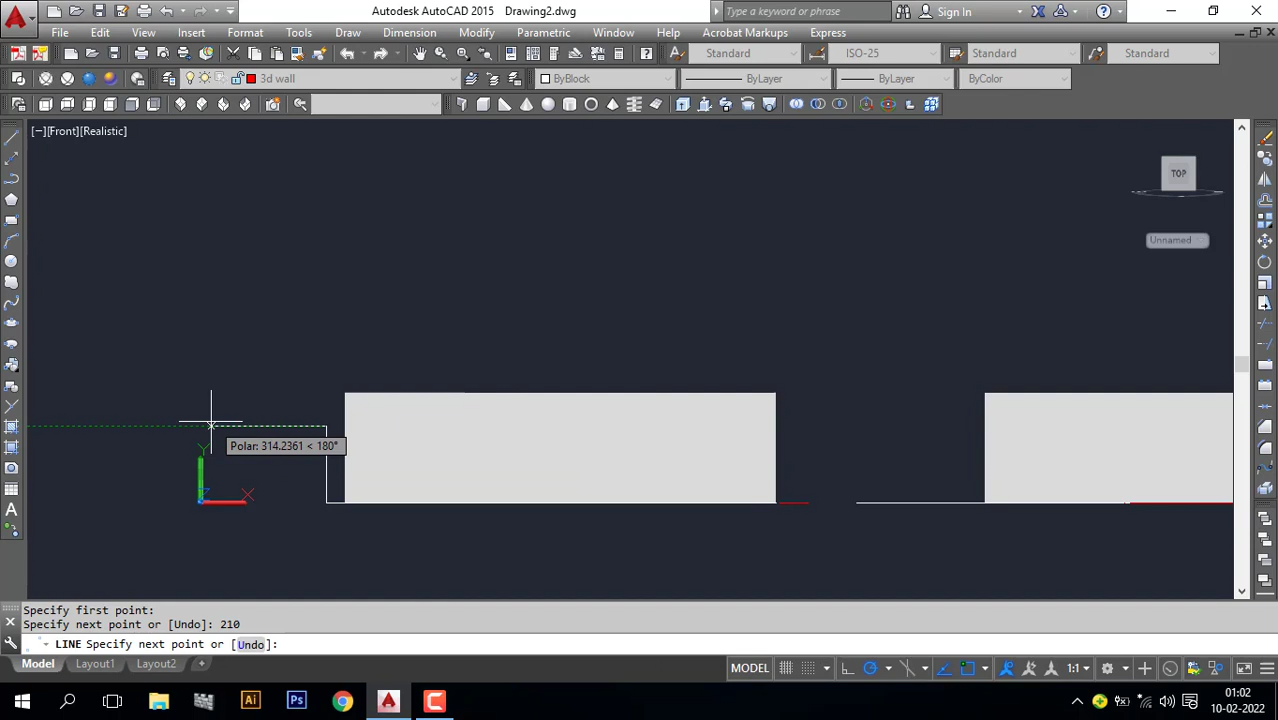 Autodesk AutoCAD 2015 Drawing2.dwg
Type a keyword or phrase
Sign In
File Edit View Insert Format Tools Draw Dimension Modify Parametric Window Help Acrobat Markups Express
Standard
ISO-25
Standard
Standard
3d wall
ByBlock
ByLayer
ByLayer
ByColor
[−][Front][Realistic]
TOP
Unnamed
Polar: 314.2361 < 180°
Y
Z
X
Specify first point:
Specify next point or [Undo]: 210
LINE Specify next point or [Undo]:
Model Layout1 Layout2 +
MODEL
1:1
Ai
Ps
01:02
10-02-2022